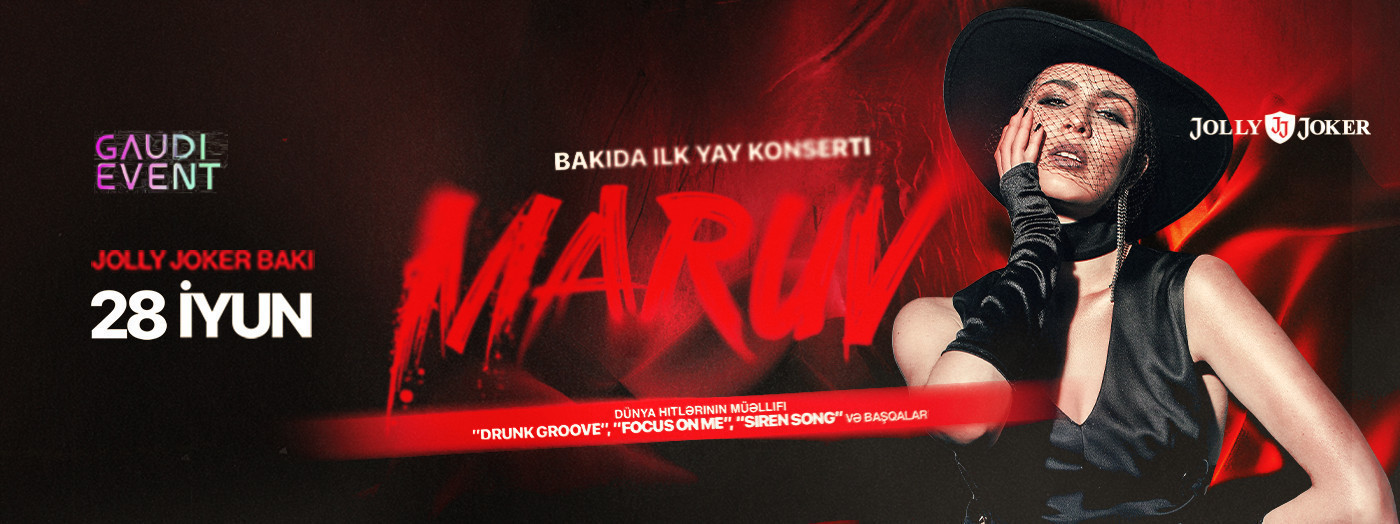 GAUDI
EVENT
JOLLY JOKER BAKI
28 İYUN
BAKIDA ILK YAY KONSERTI
MARUV
DÜNYA HITLƏRININ MÜƏLLIFI
"DRUNK GROOVE", "FOCUS ON ME", "SIREN SONG" VƏ BAŞQALARI
JOLLY JJ JOKER